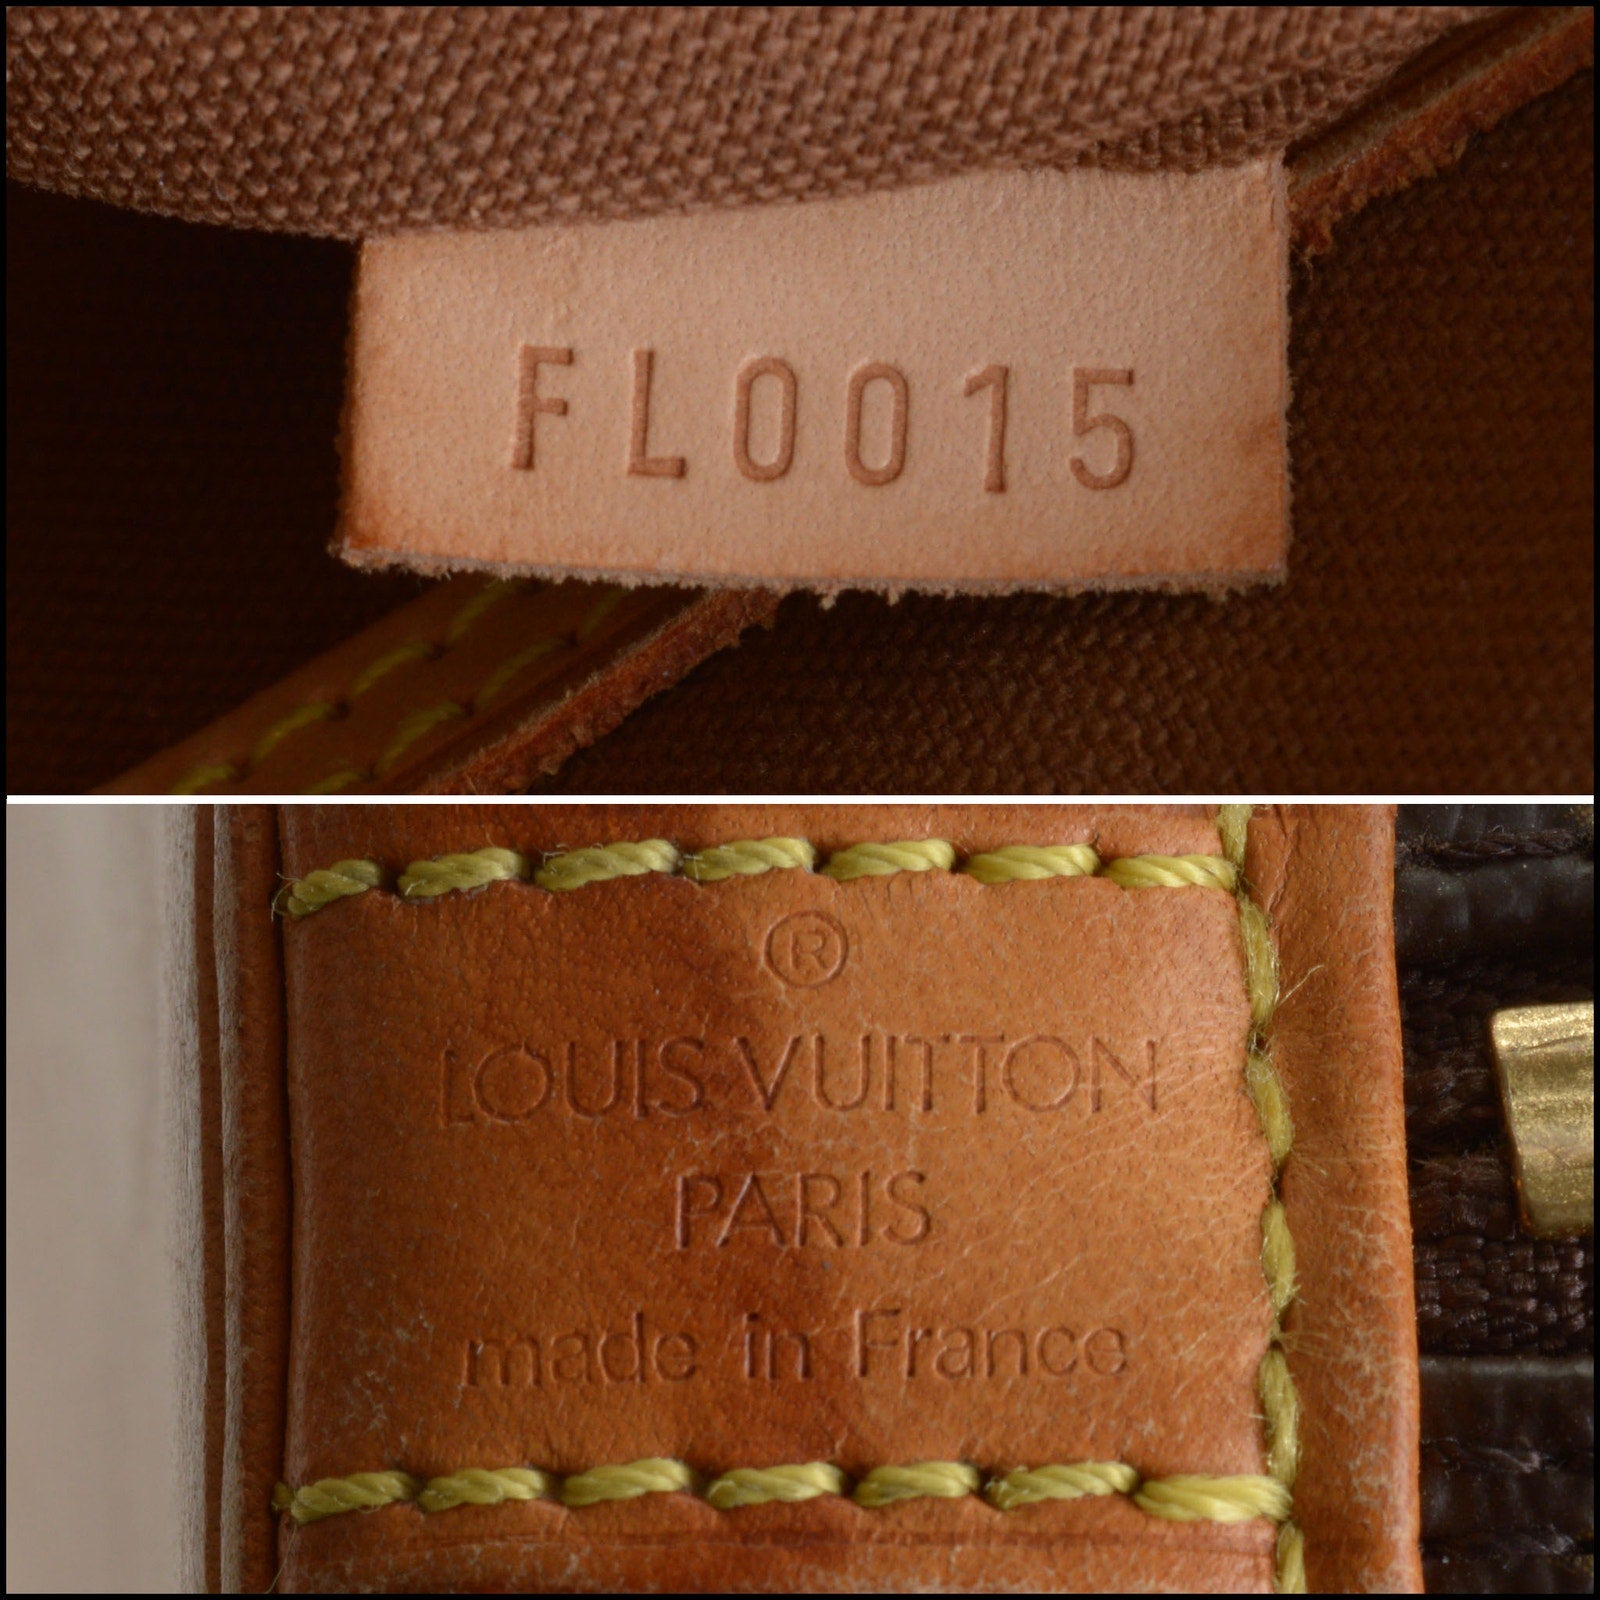 FL0015
®
LOUIS VUITTON
PARIS
made in France